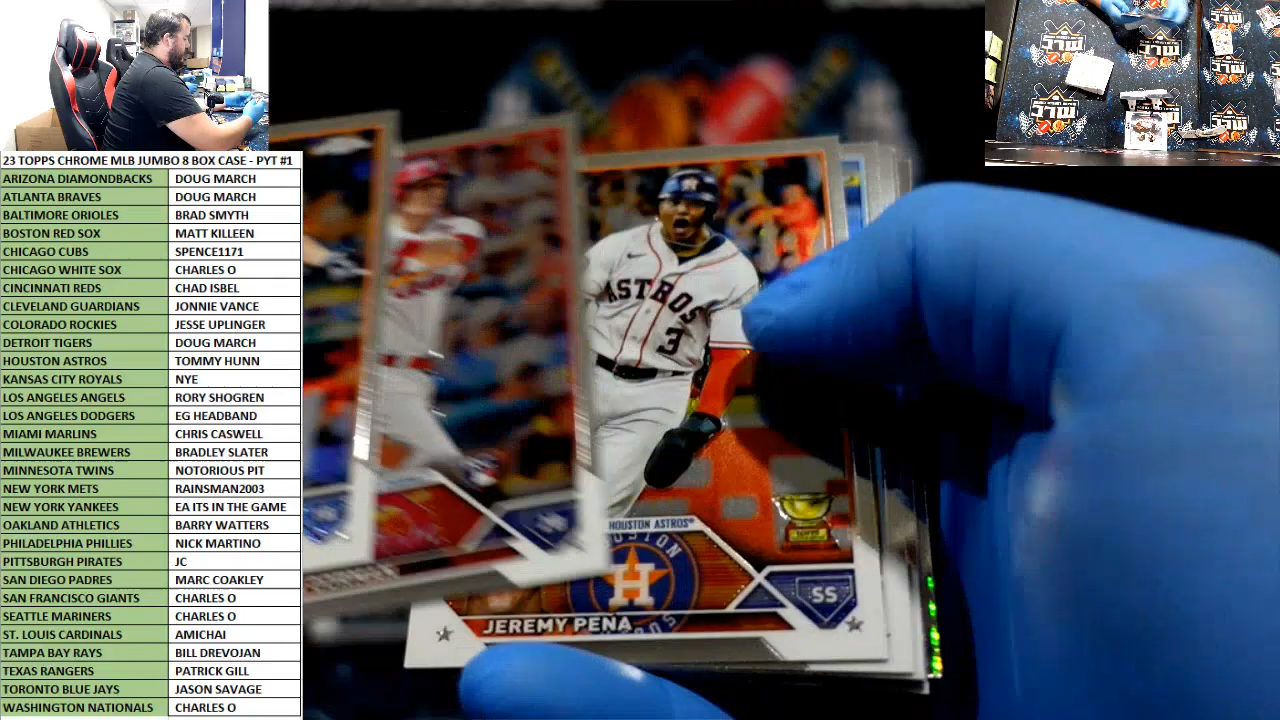 23 TOPPS CHROME MLB JUMBO 8 BOX CASE - PYT #1
ARIZONA DIAMONDBACKS DOUG MARCH
ATLANTA BRAVES DOUG MARCH
BALTIMORE ORIOLES BRAD SMYTH
BOSTON RED SOX MATT KILLEEN
CHICAGO CUBS SPENCE1171
CHICAGO WHITE SOX CHARLES O
CINCINNATI REDS CHAD ISBEL
CLEVELAND GUARDIANS JONNIE VANCE
COLORADO ROCKIES JESSE UPLINGER
DETROIT TIGERS DOUG MARCH
HOUSTON ASTROS TOMMY HUNN
KANSAS CITY ROYALS NYE
LOS ANGELES ANGELS RORY SHOGREN
LOS ANGELES DODGERS EG HEADBAND
MIAMI MARLINS CHRIS CASWELL
MILWAUKEE BREWERS BRADLEY SLATER
MINNESOTA TWINS NOTORIOUS PIT
NEW YORK METS RAINSMAN2003
NEW YORK YANKEES EA ITS IN THE GAME
OAKLAND ATHLETICS BARRY WATTERS
PHILADELPHIA PHILLIES NICK MARTINO
PITTSBURGH PIRATES JC
SAN DIEGO PADRES MARC COAKLEY
SAN FRANCISCO GIANTS CHARLES O
SEATTLE MARINERS CHARLES O
ST. LOUIS CARDINALS AMICHAI
TAMPA BAY RAYS BILL DREVOJAN
TEXAS RANGERS PATRICK GILL
TORONTO BLUE JAYS JASON SAVAGE
WASHINGTON NATIONALS CHARLES O
ASTROS
3
HOUSTON ASTROS®
HOUSTON
H
SS
JEREMY PEÑA